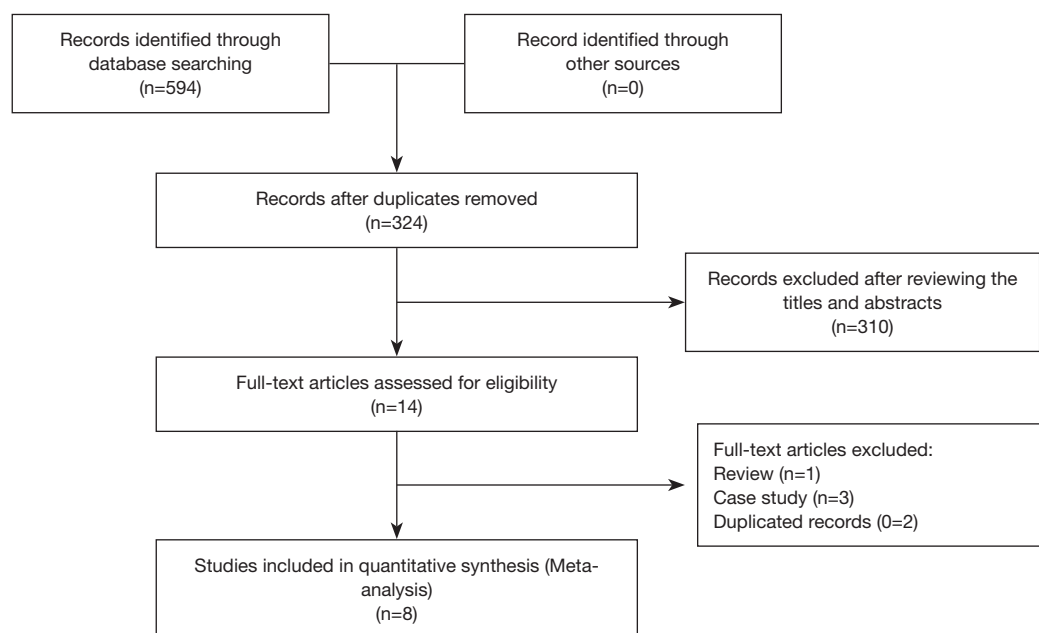 Records identified through
database searching
(n=594)
Record identified through
other sources
(n=0)
Records after duplicates removed
(n=324)
Records excluded after reviewing the
titles and abstracts
(n=310)
Full-text articles assessed for eligibility
(n=14)
Full-text articles excluded:
Review (n=1)
Case study (n=3)
Duplicated records (0=2)
Studies included in quantitative synthesis (Meta-
analysis)
(n=8)